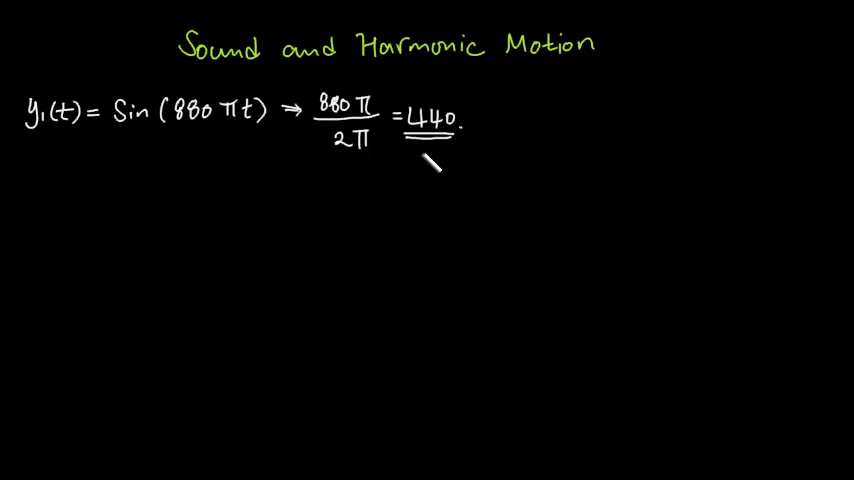 Sound and Harmonic Motion
y₁(t) = Sin (880πt) ⇒ 880π/2π = 440.